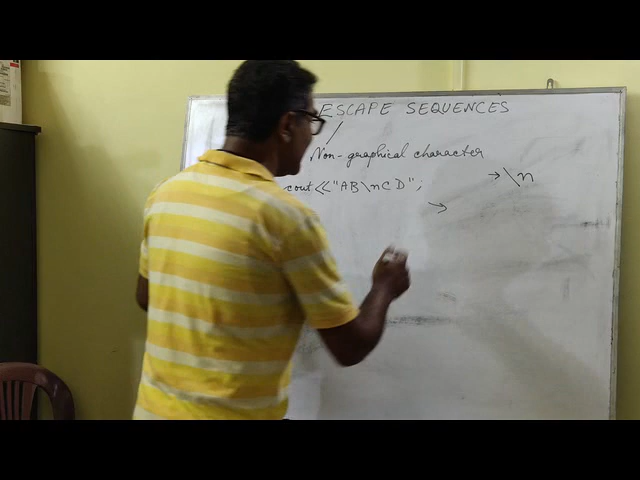 ESCAPE SEQUENCES
Non-graphical character
cout<<"AB\nCD";
→\n
→